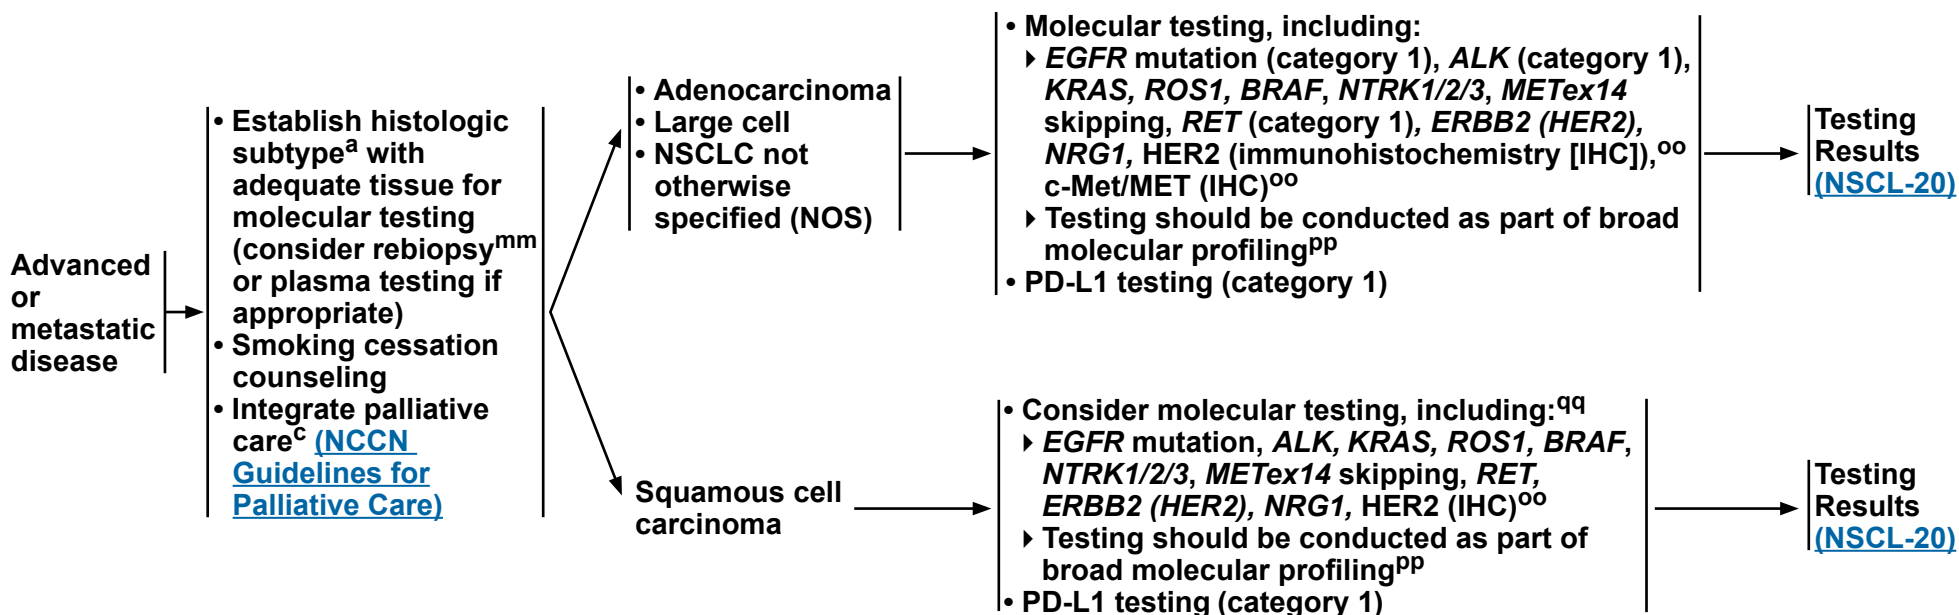 Advanced
or
metastatic
disease
• Establish histologic
subtypeᵃ with
adequate tissue for
molecular testing
(consider rebiopsyᵐᵐ
or plasma testing if
appropriate)
• Smoking cessation
counseling
• Integrate palliative
careᶜ (NCCN
Guidelines for
Palliative Care)
• Adenocarcinoma
• Large cell
• NSCLC not
otherwise
specified (NOS)
• Molecular testing, including:
▸ EGFR mutation (category 1), ALK (category 1),
KRAS, ROS1, BRAF, NTRK1/2/3, METex14
skipping, RET (category 1), ERBB2 (HER2),
NRG1, HER2 (immunohistochemistry [IHC]),ᵒᵒ
c-Met/MET (IHC)ᵒᵒ
▸ Testing should be conducted as part of broad
molecular profilingᵖᵖ
• PD-L1 testing (category 1)
Testing
Results
(NSCL-20)
Squamous cell
carcinoma
• Consider molecular testing, including:qq
▸ EGFR mutation, ALK, KRAS, ROS1, BRAF,
NTRK1/2/3, METex14 skipping, RET,
ERBB2 (HER2), NRG1, HER2 (IHC)ᵒᵒ
▸ Testing should be conducted as part of
broad molecular profilingᵖᵖ
• PD-L1 testing (category 1)
Testing
Results
(NSCL-20)